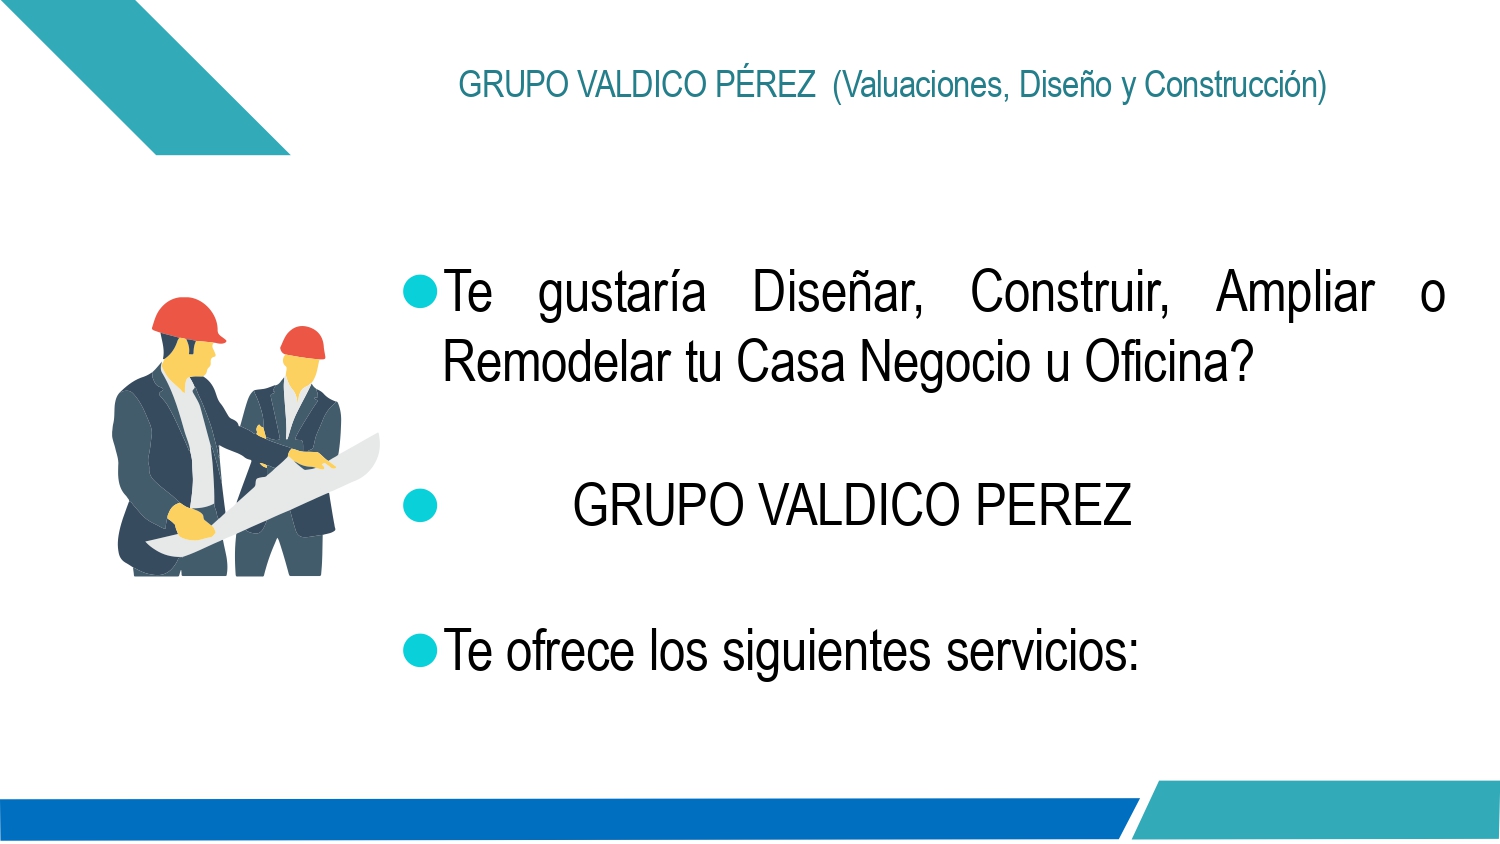 GRUPO VALDICO PÉREZ (Valuaciones, Diseño y Construcción)
Te gustaría Diseñar, Construir, Ampliar o
Remodelar tu Casa Negocio u Oficina?
GRUPO VALDICO PEREZ
Te ofrece los siguientes servicios: